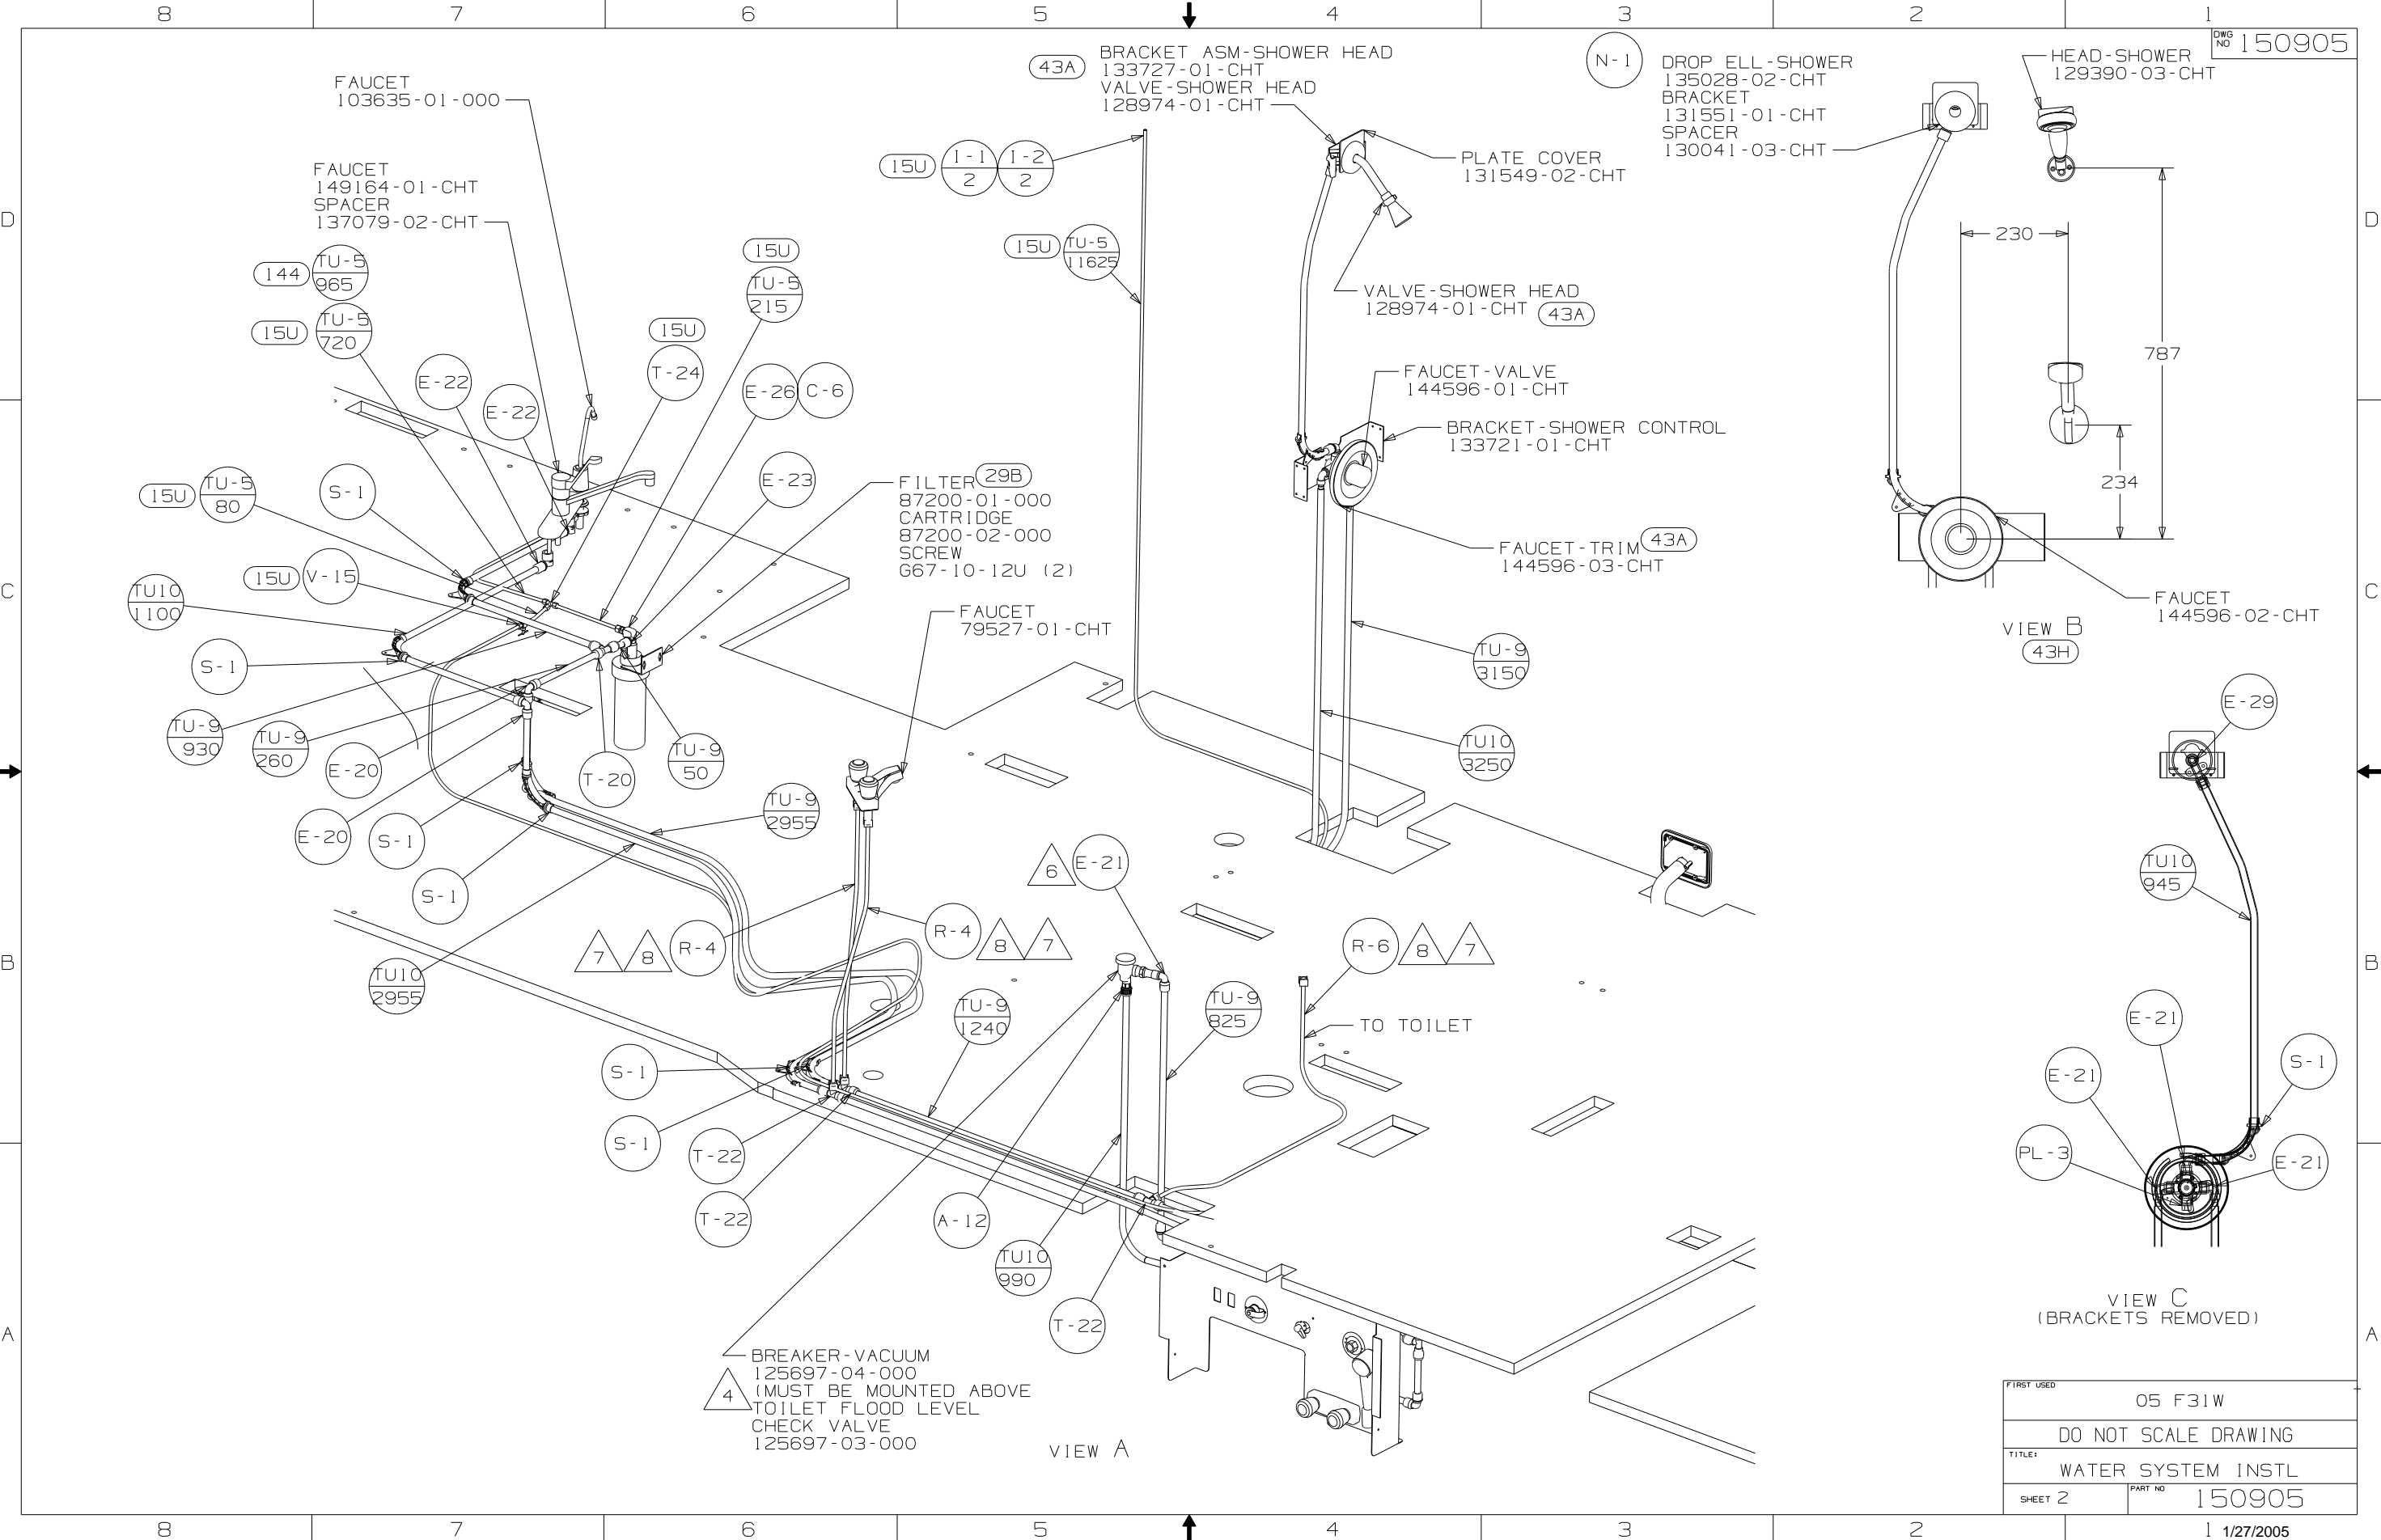 8 7 6 5 4 3 2 1
DWG NO 150905
FAUCET
103635-01-000
FAUCET
149164-01-CHT
SPACER
137079-02-CHT
144
TU-5
965
15U
TU-5
720
E-22
E-22
15U
TU-5
215
15U
T-24
E-26
C-6
15U
TU-5
80
S-1
15U
V-15
TU10
1100
S-1
TU-9
930
TU-9
260
E-20
E-20
S-1
S-1
T-20
TU-9
50
E-23
FILTER 29B
87200-01-000
CARTRIDGE
87200-02-000
SCREW
G67-10-12U (2)
FAUCET
79527-01-CHT
TU-9
2955
TU10
2955
7
8
R-4
R-4
8
7
S-1
S-1
T-22
T-22
TU-9
1240
A-12
TU10
990
T-22
6
E-21
TU-9
825
R-6
8
7
TO TOILET
BREAKER-VACUUM
125697-04-000
4 (MUST BE MOUNTED ABOVE
TOILET FLOOD LEVEL
CHECK VALVE
125697-03-000
VIEW A
43A
BRACKET ASM-SHOWER HEAD
133727-01-CHT
VALVE-SHOWER HEAD
128974-01-CHT
15U
I-1
2
I-2
2
15U
TU-5
11625
PLATE COVER
131549-02-CHT
VALVE-SHOWER HEAD
128974-01-CHT 43A
FAUCET-VALVE
144596-01-CHT
BRACKET-SHOWER CONTROL
133721-01-CHT
FAUCET-TRIM 43A
144596-03-CHT
TU-9
3150
TU10
3250
N-1
DROP ELL-SHOWER
135028-02-CHT
BRACKET
131551-01-CHT
SPACER
130041-03-CHT
HEAD-SHOWER
129390-03-CHT
230
787
234
FAUCET
144596-02-CHT
VIEW B
43H
E-29
TU10
945
E-21
E-21
S-1
PL-3
E-21
VIEW C
(BRACKETS REMOVED)
FIRST USED
05 F31W
DO NOT SCALE DRAWING
TITLE:
WATER SYSTEM INSTL
SHEET 2
PART NO 150905
D
C
B
A
D
C
B
A
8 7 6 5 4 3 2 1
1/27/2005